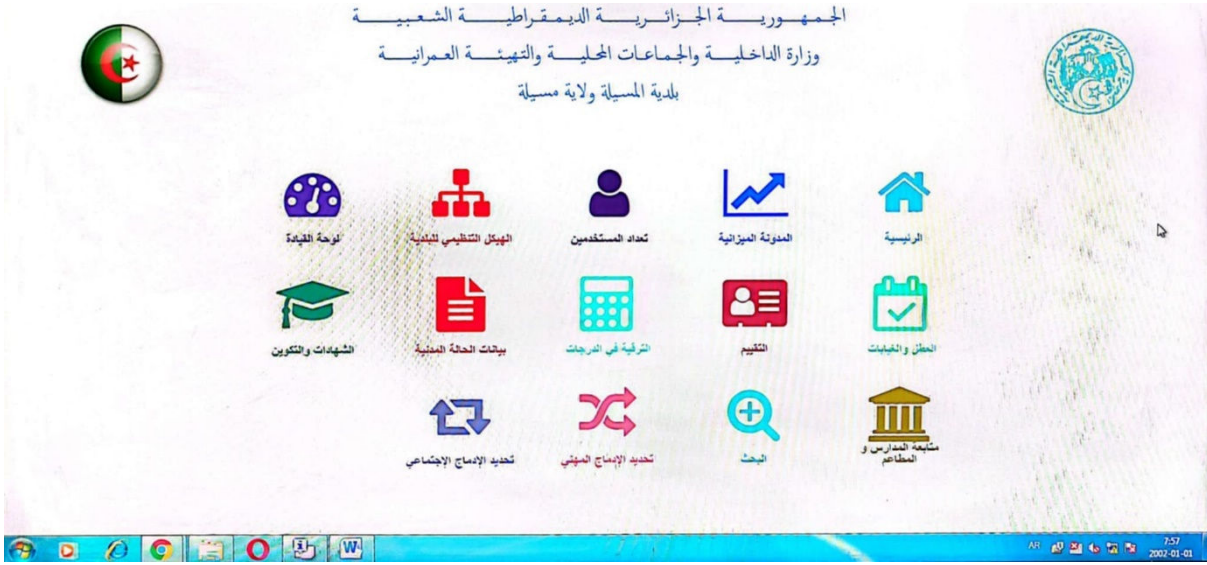 الجمهورية الجزائرية الديمقراطية الشعبية
وزارة الداخلية والجماعات المحلية والتهيئة العمرانية
بلدية المسيلة ولاية مسيلة
الرئيسية
المدونة الميزانية
تعداد المستخدمين
الهيكل التنظيمي للبلدية
لوحة القيادة
العطل والغيابات
التقييم
الترقية في الدرجات
بيانات الحالة المدنية
الشهادات والتكوين
متابعة المدارس و
المطاعم
البحث
تحديد الإدماج المهني
تحديد الإدماج الإجتماعي
AR
7:57
2002-01-01